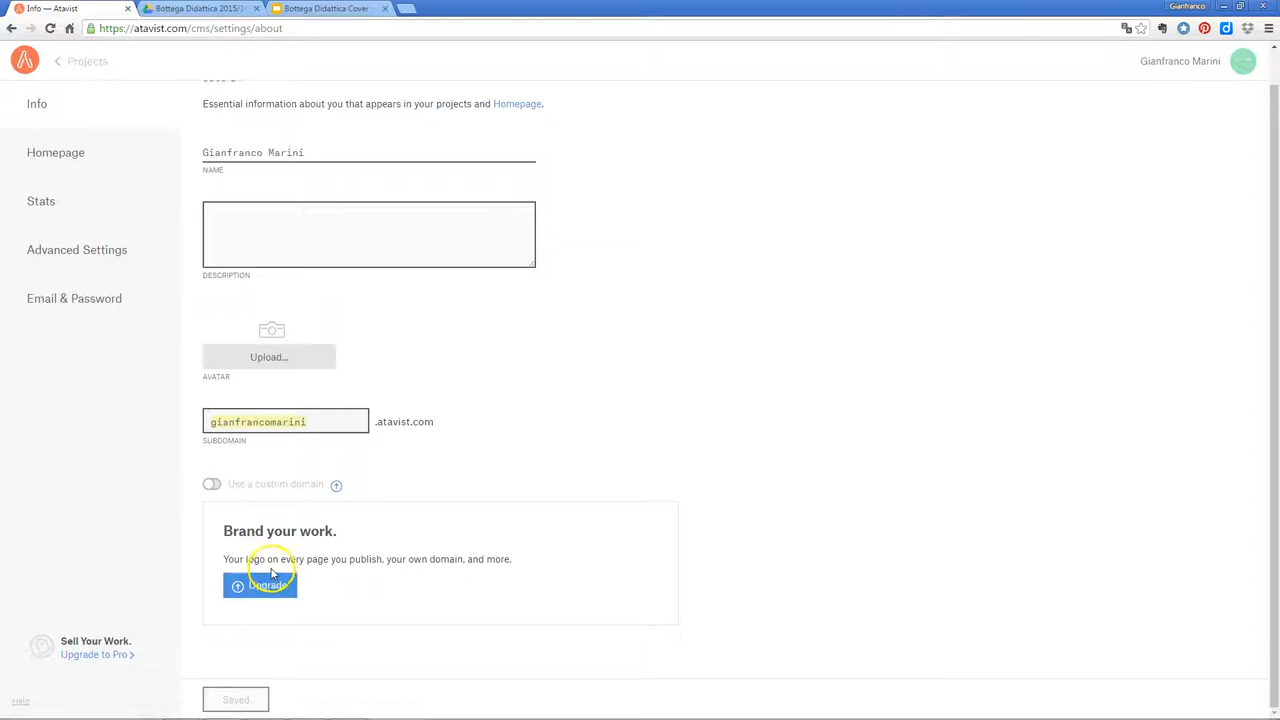 Info — Atavist
Bottega Didattica 2015/
Bottega Didattica Cover
Gianfranco
https://atavist.com/cms/settings/about
Projects
Gianfranco Marini
Info
Homepage
Stats
Advanced Settings
Email & Password
Essential information about you that appears in your projects and Homepage.
Gianfranco Marini
NAME
DESCRIPTION
Upload...
AVATAR
gianfrancomarini .atavist.com
SUBDOMAIN
Use a custom domain
Brand your work.
Your logo on every page you publish, your own domain, and more.
Upgrade
Sell Your Work.
Upgrade to Pro >
Help
Saved.